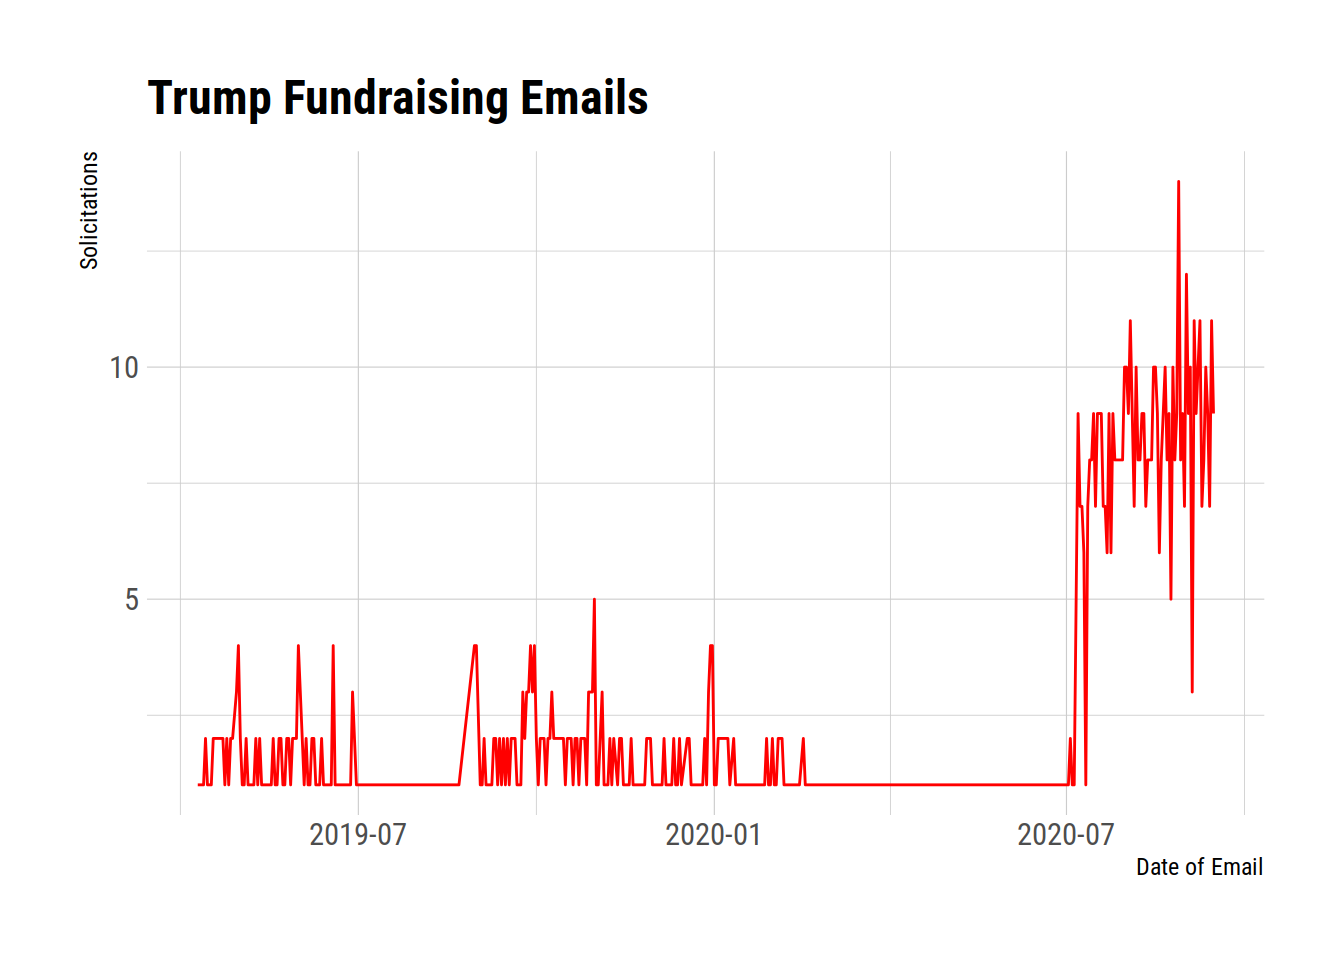 Trump Fundraising Emails
Solicitations
10
5
2019-07
2020-01
2020-07
Date of Email